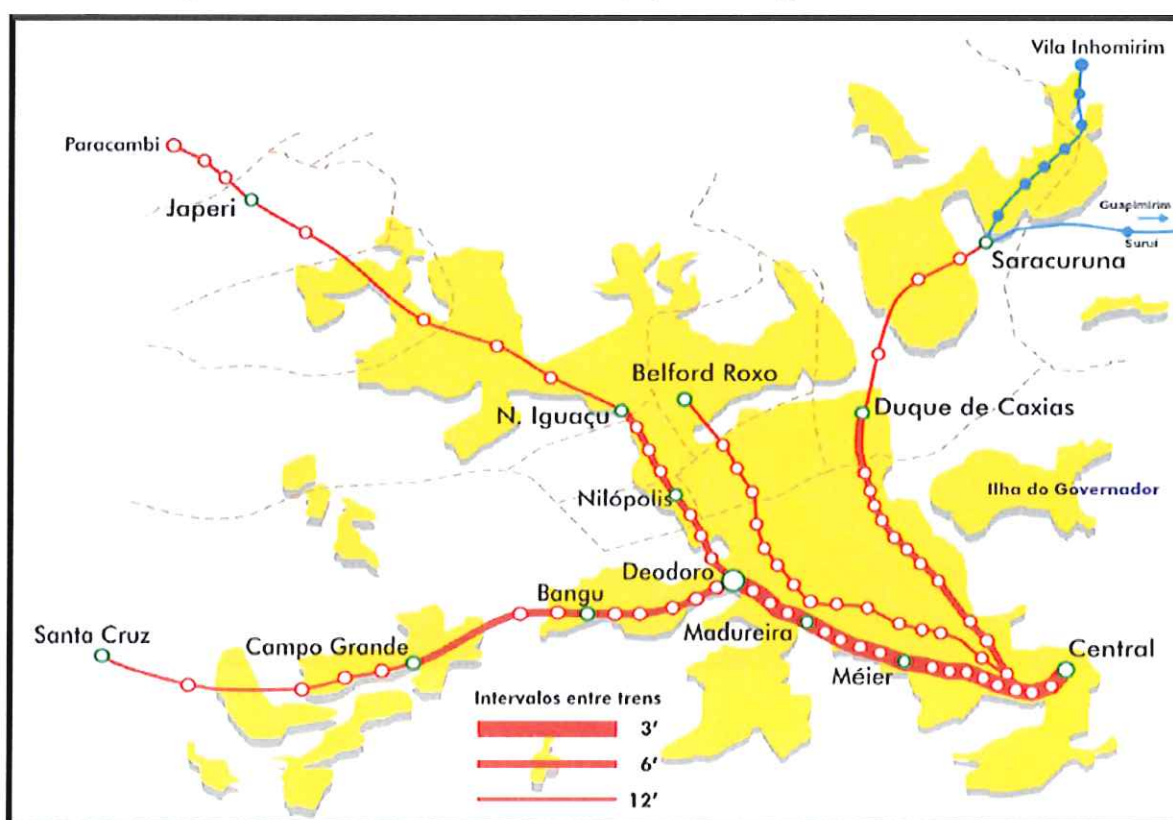 Vila Inhomirim
Paracambi
Japeri
Guapimirim
Suruí
Saracuruna
Belford Roxo
N. Iguaçu
Duque de Caxias
Nilópolis
Ilha do Governador
Deodoro
Bangu
Santa Cruz
Campo Grande
Madureira
Central
Méier
Intervalos entre trens
3'
6'
12'